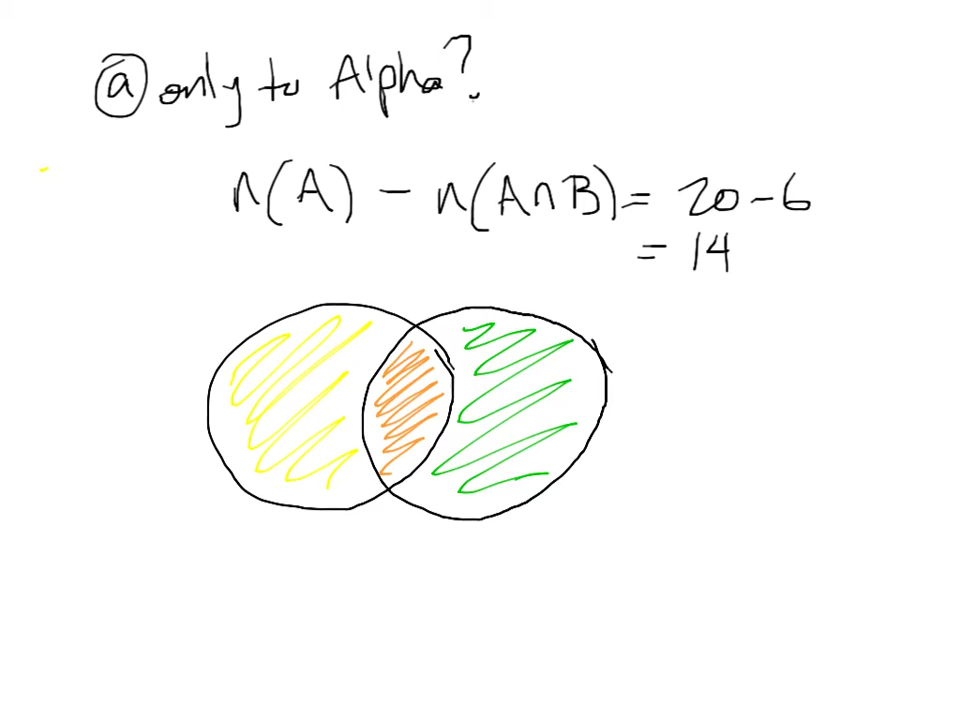 ⓐ only to Alpha?
n(A) - n(A∩B) = 20 - 6
= 14